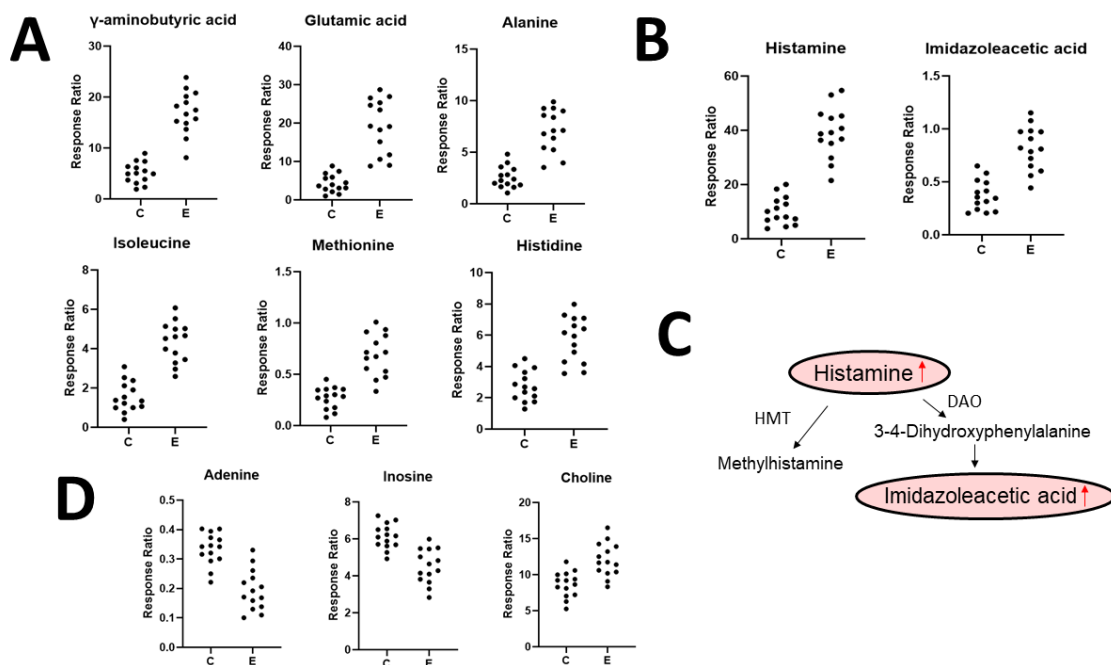 A
γ-aminobutyric acid
Response Ratio
30
20
10
0
C
E
Glutamic acid
Response Ratio
40
30
20
10
0
C
E
Alanine
Response Ratio
15
10
5
0
C
E
Isoleucine
Response Ratio
8
6
4
2
0
C
E
Methionine
Response Ratio
1.5
1.0
0.5
0.0
C
E
Histidine
Response Ratio
10
8
6
4
2
0
C
E
B
Histamine
Response Ratio
60
40
20
0
C
E
Imidazoleacetic acid
Response Ratio
1.5
1.0
0.5
0.0
C
E
C
Histamine
HMT
DAO
3-4-Dihydroxyphenylalanine
Methylhistamine
Imidazoleacetic acid
D
Adenine
Response Ratio
0.5
0.4
0.3
0.2
0.1
0.0
C
E
Inosine
Response Ratio
8
6
4
2
0
C
E
Choline
Response Ratio
20
15
10
5
0
C
E